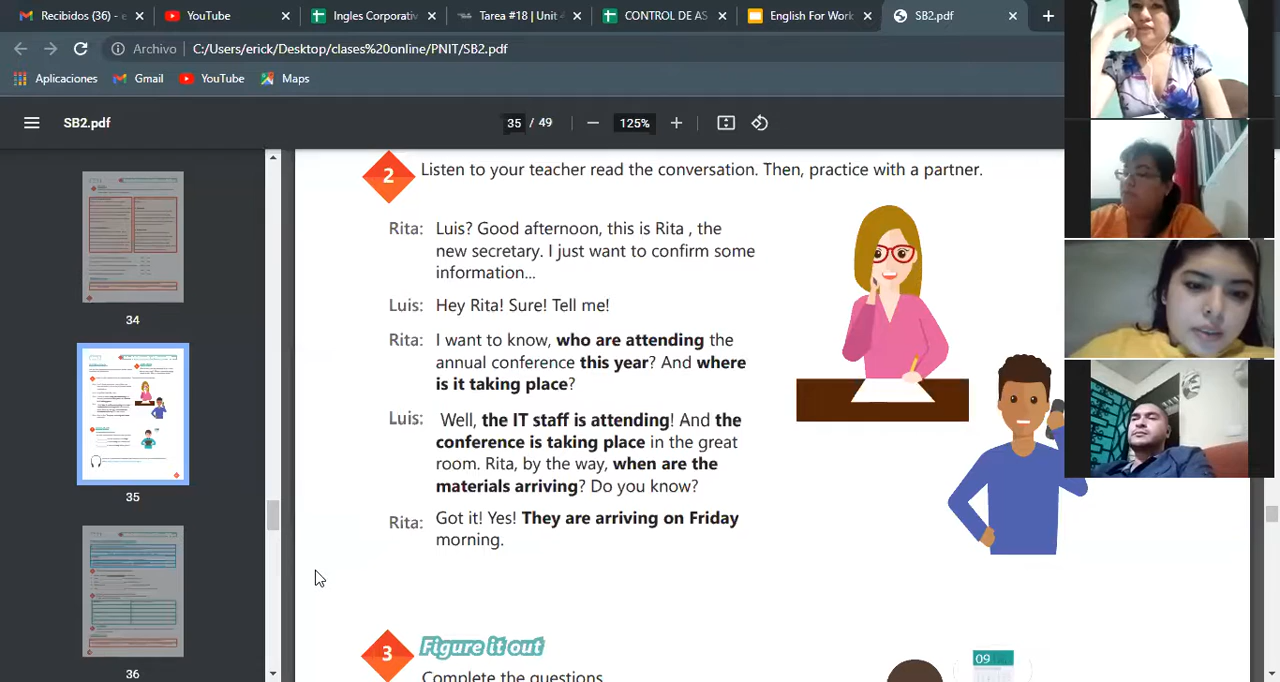 Recibidos (36) - e
YouTube
Ingles Corporativ
Tarea #18 | Unit 4
CONTROL DE AS
English For Work
SB2.pdf
Archivo
C:/Users/erick/Desktop/clases%20online/PNIT/SB2.pdf
Aplicaciones
Gmail
YouTube
Maps
SB2.pdf
35 / 49
125%
34
35
36
2
Listen to your teacher read the conversation. Then, practice with a partner.
Rita: Luis? Good afternoon, this is Rita , the
new secretary. I just want to confirm some
information...
Luis: Hey Rita! Sure! Tell me!
Rita: I want to know, who are attending the
annual conference this year? And where
is it taking place?
Luis: Well, the IT staff is attending! And the
conference is taking place in the great
room. Rita, by the way, when are the
materials arriving? Do you know?
Rita: Got it! Yes! They are arriving on Friday
morning.
3
Figure it out
Complete the questions
09